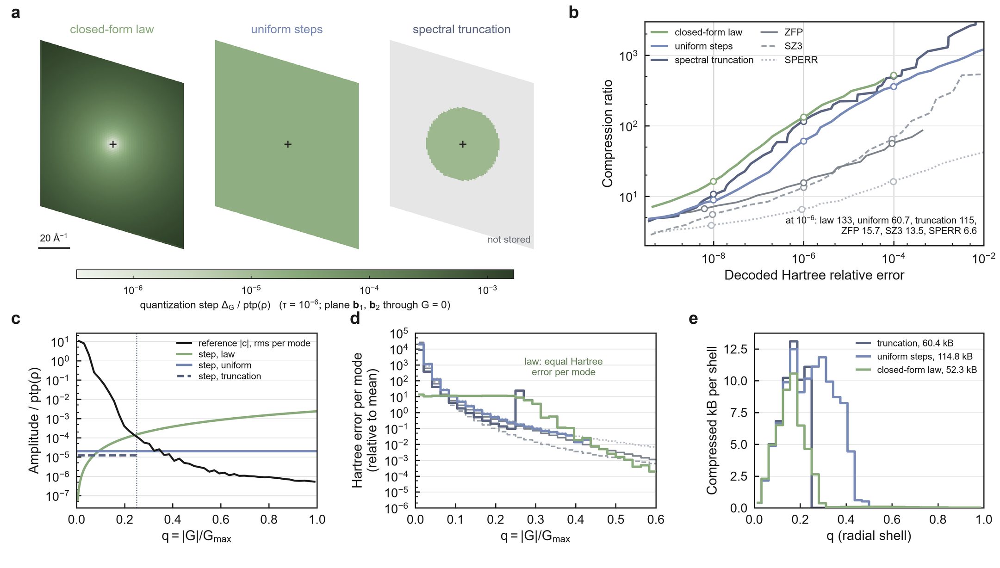 a
closed-form law
uniform steps
spectral truncation
20 Å⁻¹
not stored
10⁻⁶
10⁻⁵
10⁻⁴
10⁻³
quantization step Δ_G / ptp(ρ) (τ = 10⁻⁶; plane b₁, b₂ through G = 0)
b
closed-form law
uniform steps
spectral truncation
ZFP
SZ3
SPERR
Compression ratio
10³
10²
10¹
at 10⁻⁶: law 133, uniform 60.7, truncation 115,
ZFP 15.7, SZ3 13.5, SPERR 6.6
10⁻⁸
10⁻⁶
10⁻⁴
10⁻²
Decoded Hartree relative error
c
Amplitude / ptp(ρ)
10¹
10⁰
10⁻¹
10⁻²
10⁻³
10⁻⁴
10⁻⁵
10⁻⁶
10⁻⁷
reference |c|, rms per mode
step, law
step, uniform
step, truncation
0.0
0.2
0.4
0.6
0.8
1.0
q = |G|/G_max
d
Hartree error per mode
(relative to mean)
10⁵
10⁴
10³
10²
10¹
10⁰
10⁻¹
10⁻²
10⁻³
10⁻⁴
10⁻⁵
10⁻⁶
law: equal Hartree
error per mode
0.0
0.1
0.2
0.3
0.4
0.5
0.6
q = |G|/G_max
e
Compressed kB per shell
12.5
10.0
7.5
5.0
2.5
0.0
truncation, 60.4 kB
uniform steps, 114.8 kB
closed-form law, 52.3 kB
0.0
0.2
0.4
0.6
0.8
1.0
q (radial shell)